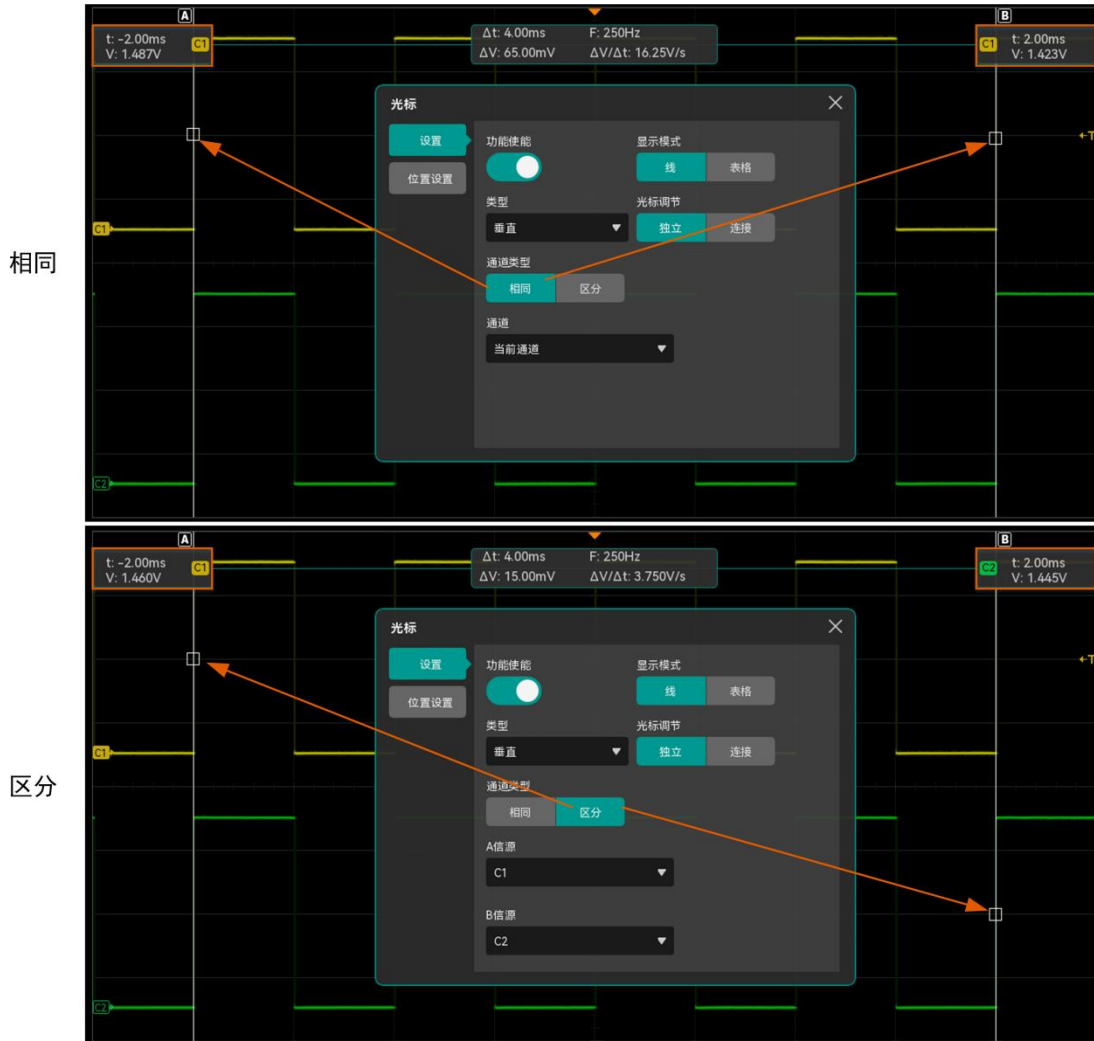 A
B
t: -2.00ms
V: 1.487V
C1
Δt: 4.00ms F: 250Hz
ΔV: 65.00mV ΔV/Δt: 16.25V/s
C1
t: 2.00ms
V: 1.423V
光标
设置
位置设置
功能使能
显示模式
线 表格
类型
光标调节
垂直
独立 连接
通道类型
相同 区分
通道
当前通道
T
C1
C2
相同
A
B
t: -2.00ms
V: 1.460V
C1
Δt: 4.00ms F: 250Hz
ΔV: 15.00mV ΔV/Δt: 3.750V/s
C2
t: 2.00ms
V: 1.445V
光标
设置
位置设置
功能使能
显示模式
线 表格
类型
光标调节
垂直
独立 连接
通道类型
相同 区分
A信源
C1
B信源
C2
T
C1
C2
区分